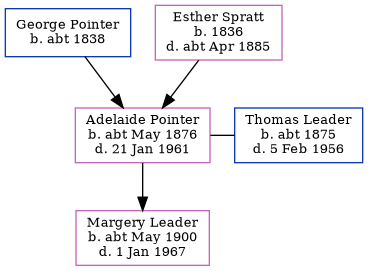 George Pointer
b. abt 1838
Esther Spratt
b. 1836
d. abt Apr 1885
Adelaide Pointer
b. abt May 1876
d. 21 Jan 1961
Thomas Leader
b. abt 1875
d. 5 Feb 1956
Margery Leader
b. abt May 1900
d. 1 Jan 1967